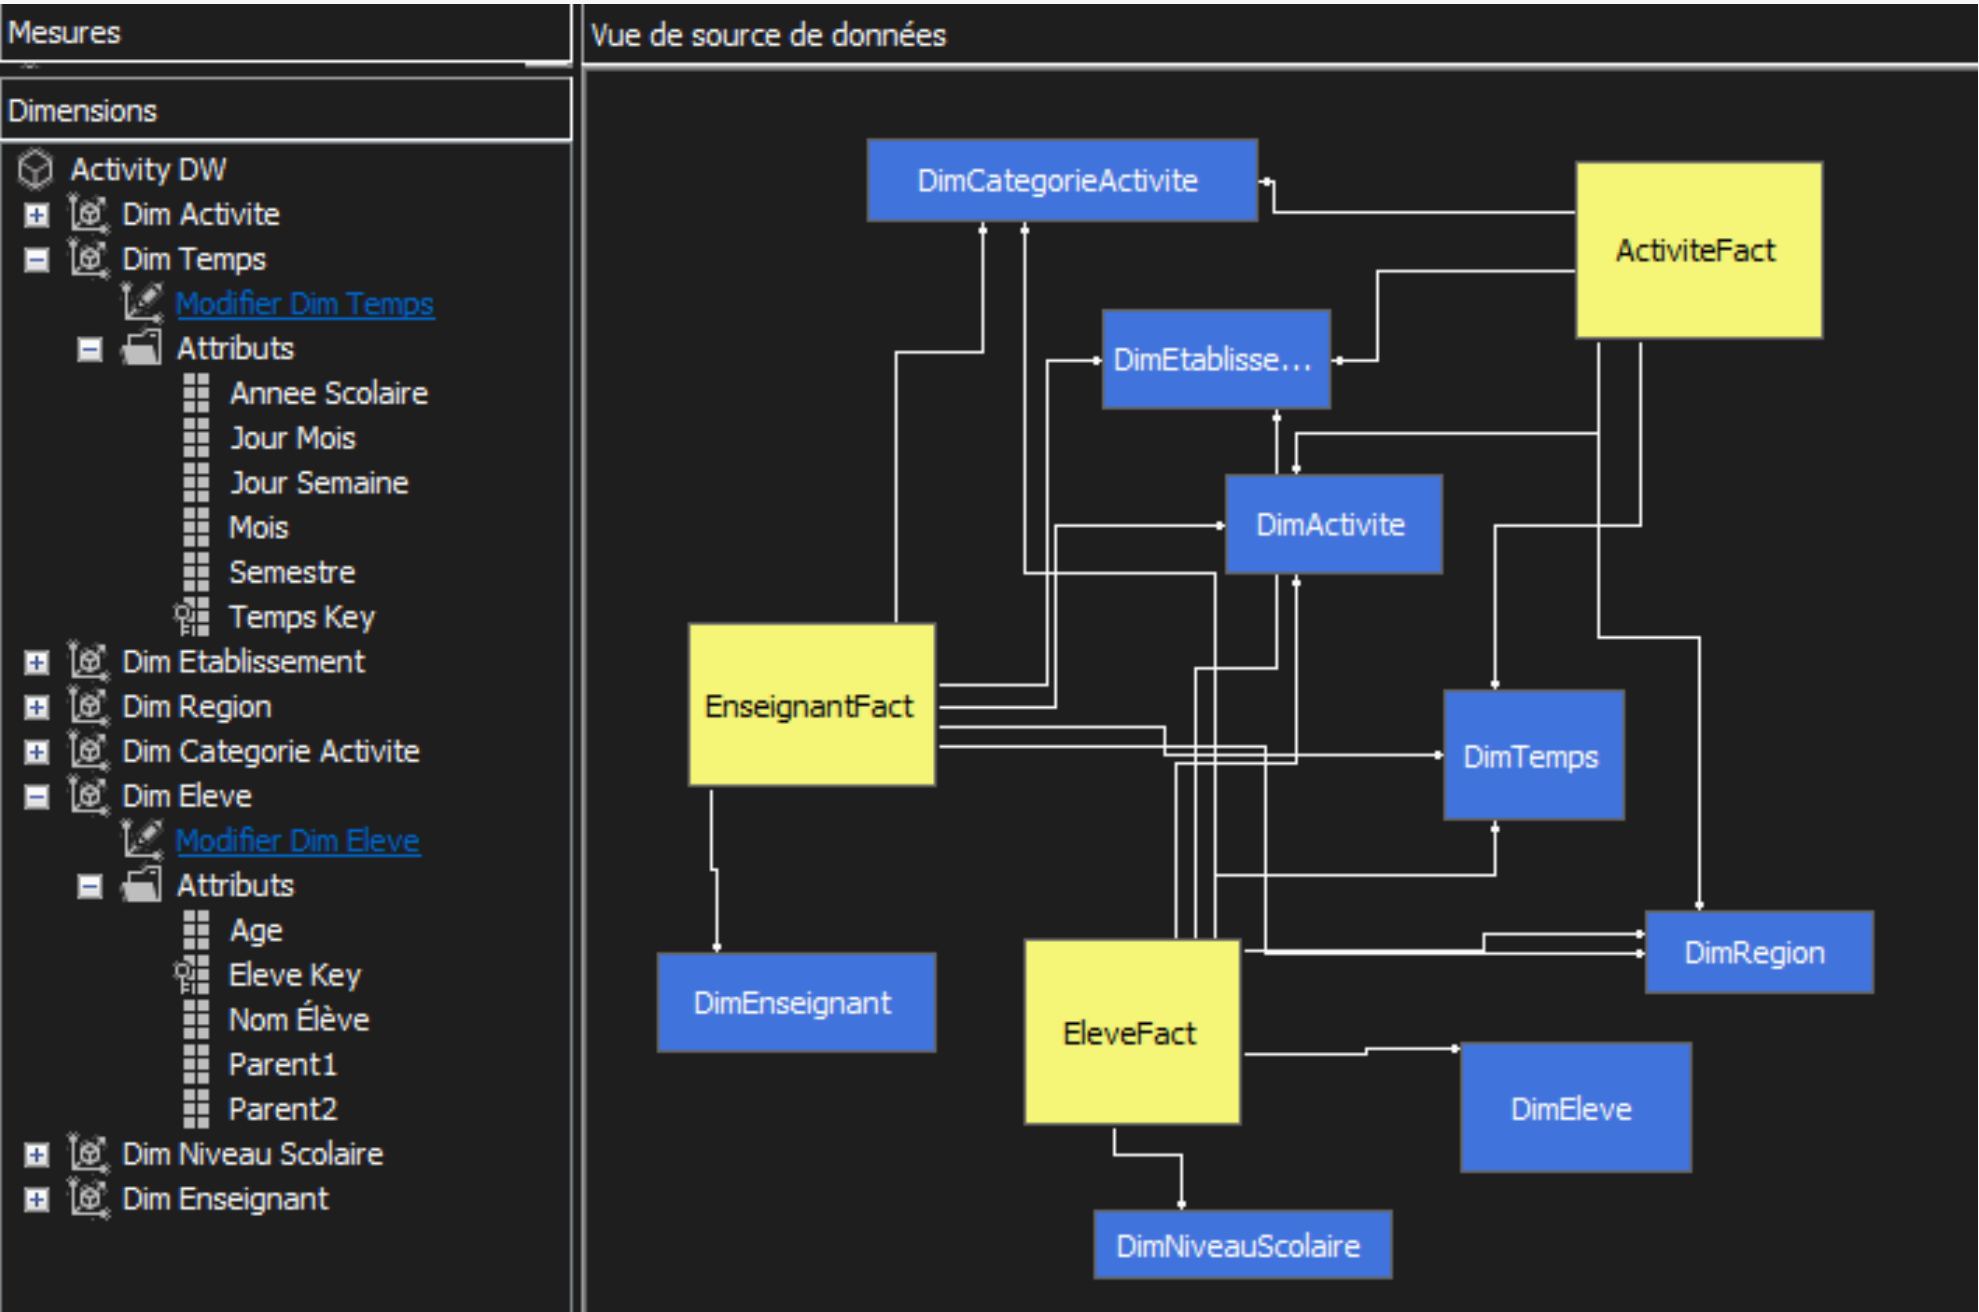 Mesures
Dimensions
Activity DW
Dim Activite
Dim Temps
Modifier Dim Temps
Attributs
Annee Scolaire
Jour Mois
Jour Semaine
Mois
Semestre
Temps Key
Dim Etablissement
Dim Region
Dim Categorie Activite
Dim Eleve
Modifier Dim Eleve
Attributs
Age
Eleve Key
Nom Élève
Parent1
Parent2
Dim Niveau Scolaire
Dim Enseignant
Vue de source de données
DimCategorieActivite
ActiviteFact
DimEtablisse...
DimActivite
EnseignantFact
DimTemps
DimRegion
DimEnseignant
EleveFact
DimEleve
DimNiveauScolaire